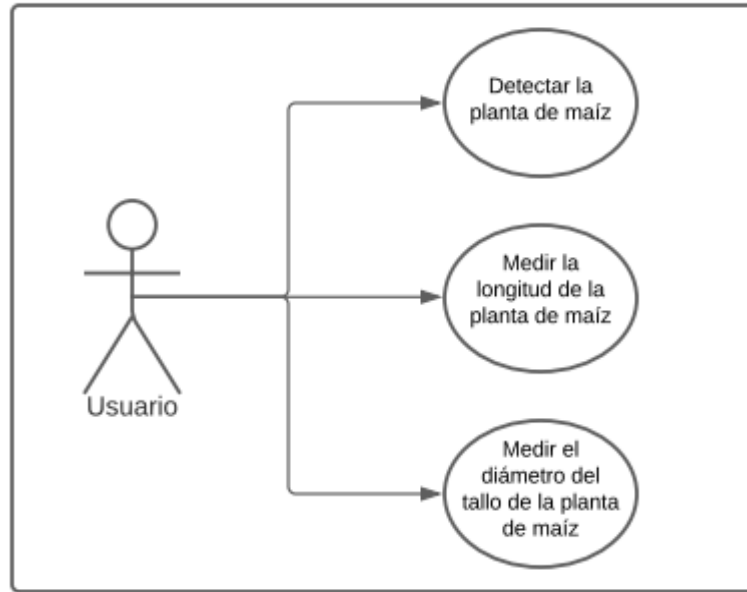 Detectar la
planta de maíz
Medir la
longitud de la
planta de maíz
Usuario
Medir el
diámetro del
tallo de la planta
de maíz